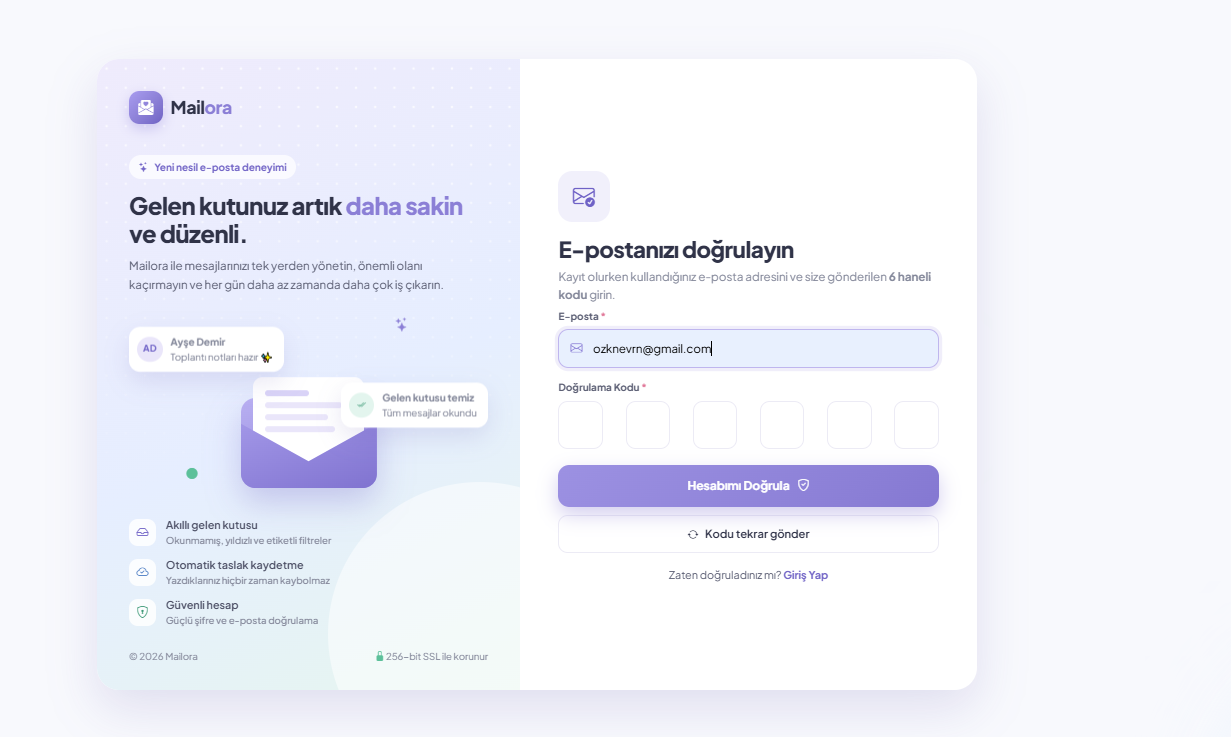 Mailora
Yeni nesil e-posta deneyimi
Gelen kutunuz artık daha sakin
ve düzenli.
Mailora ile mesajlarınızı tek yerden yönetin, önemli olanı
kaçırmayın ve her gün daha az zamanda daha çok iş çıkarın.
AD
Ayşe Demir
Toplantı notları hazır
Gelen kutusu temiz
Tüm mesajlar okundu
Akıllı gelen kutusu
Okunmamış, yıldızlı ve etiketli filtreler
Otomatik taslak kaydetme
Yazdıklarınız hiçbir zaman kaybolmaz
Güvenli hesap
Güçlü şifre ve e-posta doğrulama
© 2026 Mailora
256-bit SSL ile korunur
E-postanızı doğrulayın
Kayıt olurken kullandığınız e-posta adresini ve size gönderilen 6 haneli
kodu girin.
E-posta *
ozknevrn@gmail.com
Doğrulama Kodu *
Hesabımı Doğrula
Kodu tekrar gönder
Zaten doğruladınız mı? Giriş Yap